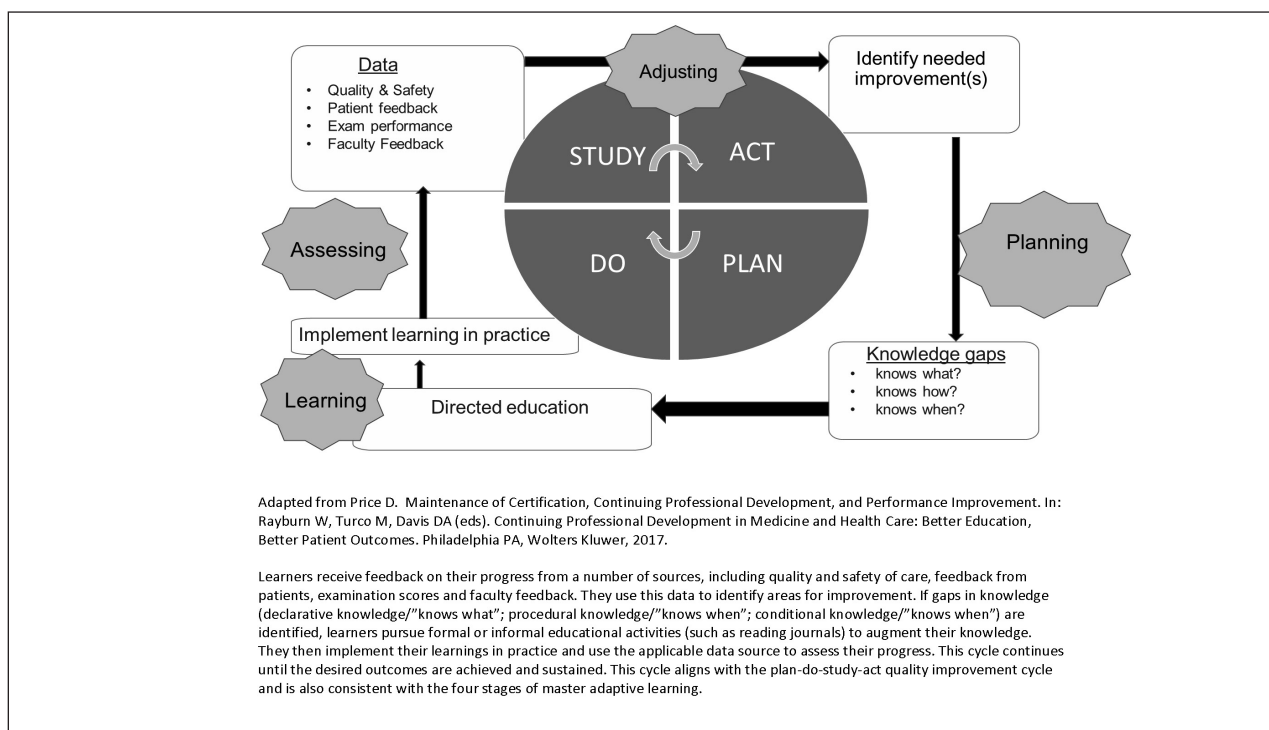 Data
• Quality & Safety
• Patient feedback
• Exam performance
• Faculty Feedback
Adjusting
Identify needed
improvement(s)
STUDY
ACT
DO
PLAN
Assessing
Planning
Implement learning in practice
Learning
Directed education
Knowledge gaps
• knows what?
• knows how?
• knows when?
Adapted from Price D. Maintenance of Certification, Continuing Professional Development, and Performance Improvement. In:
Rayburn W, Turco M, Davis DA (eds). Continuing Professional Development in Medicine and Health Care: Better Education,
Better Patient Outcomes. Philadelphia PA, Wolters Kluwer, 2017.
Learners receive feedback on their progress from a number of sources, including quality and safety of care, feedback from
patients, examination scores and faculty feedback. They use this data to identify areas for improvement. If gaps in knowledge
(declarative knowledge/”knows what”; procedural knowledge/”knows when”; conditional knowledge/”knows when”) are
identified, learners pursue formal or informal educational activities (such as reading journals) to augment their knowledge.
They then implement their learnings in practice and use the applicable data source to assess their progress. This cycle continues
until the desired outcomes are achieved and sustained. This cycle aligns with the plan-do-study-act quality improvement cycle
and is also consistent with the four stages of master adaptive learning.